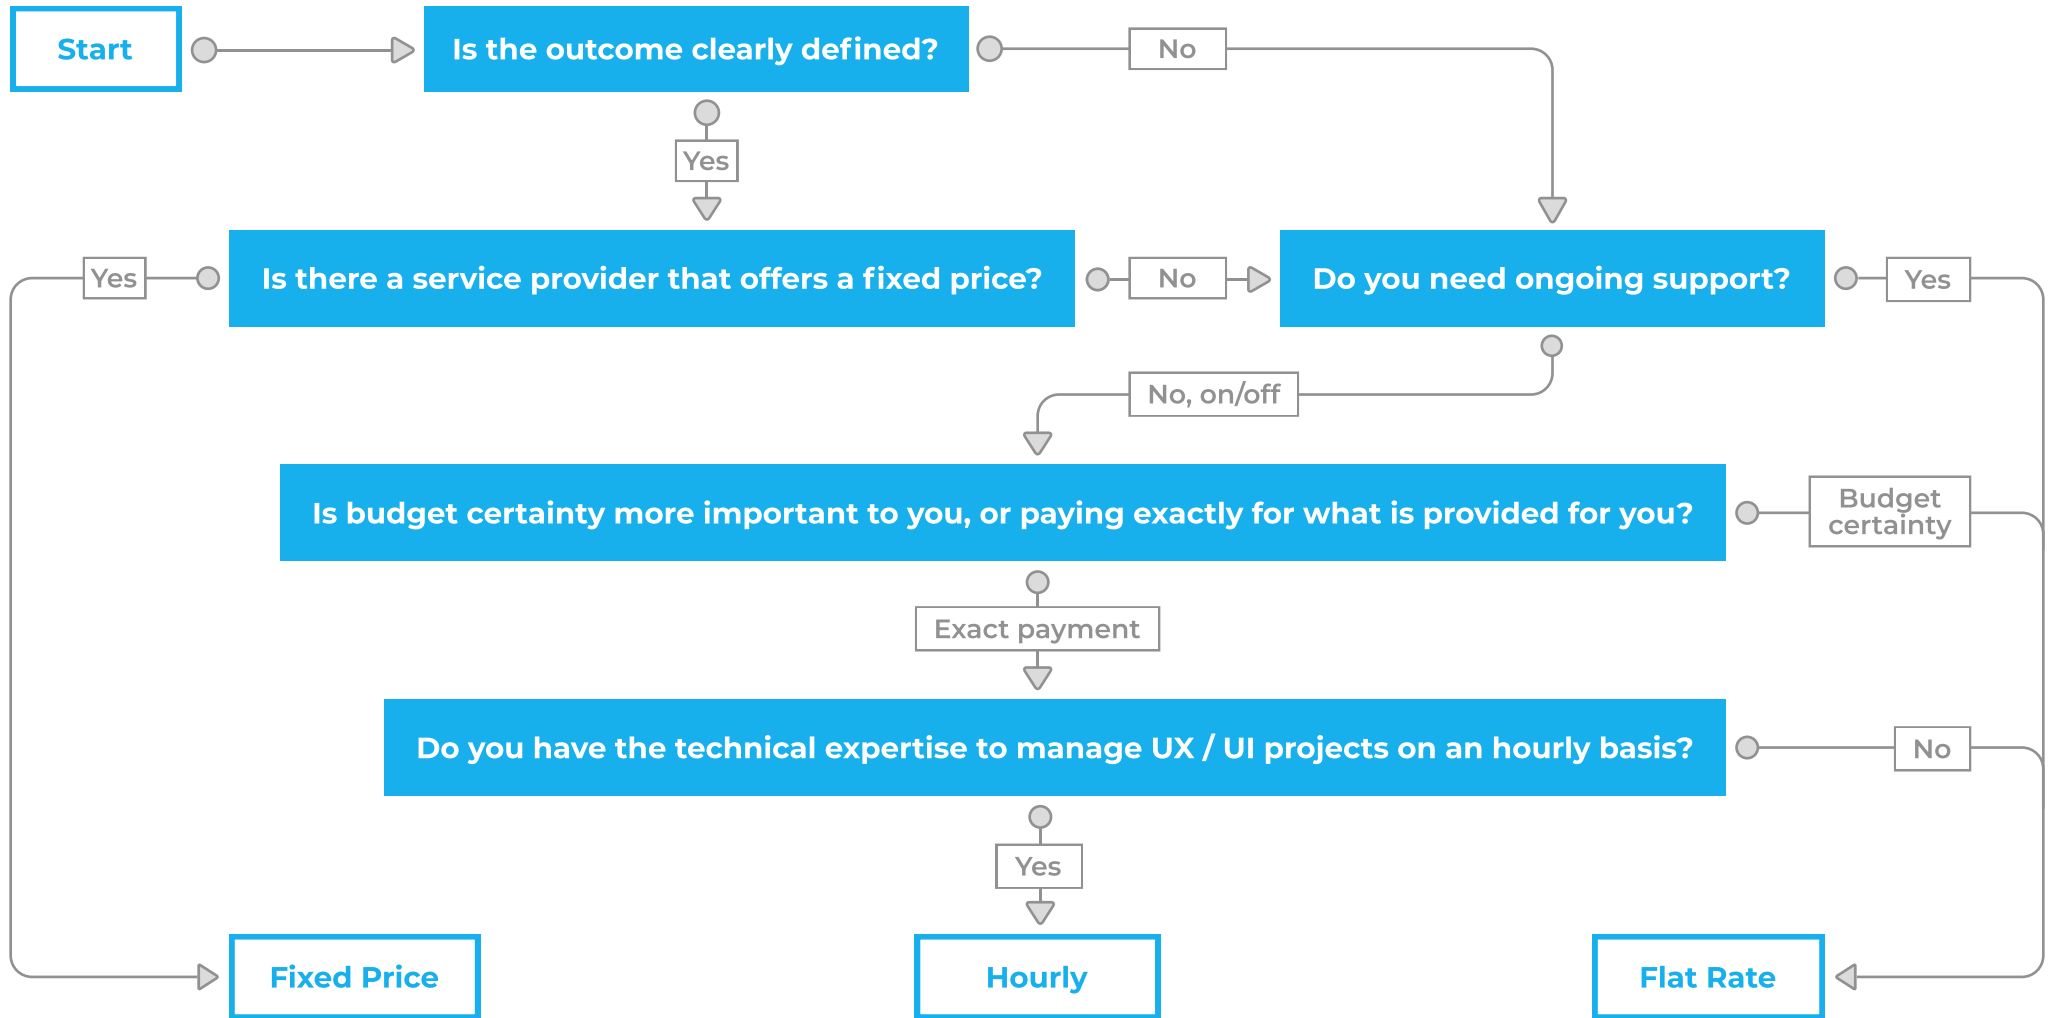 Start
Is the outcome clearly defined?
No
Yes
Yes
Is there a service provider that offers a fixed price?
No
Do you need ongoing support?
Yes
No, on/off
Is budget certainty more important to you, or paying exactly for what is provided for you?
Budget
certainty
Exact payment
Do you have the technical expertise to manage UX / UI projects on an hourly basis?
No
Yes
Fixed Price
Hourly
Flat Rate